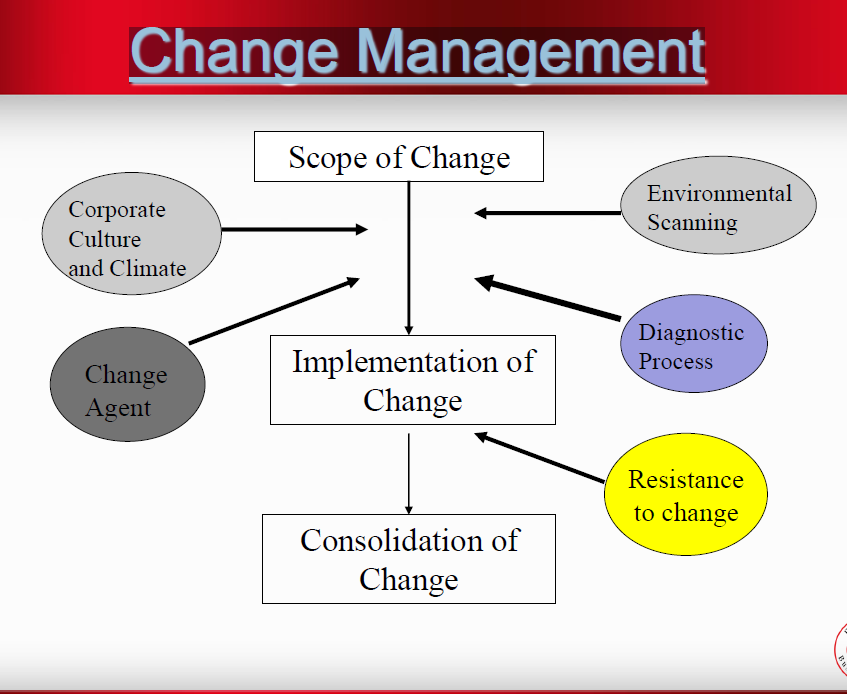 Change Management
Scope of Change
Corporate
Culture
and Climate
Environmental
Scanning
Change
Agent
Diagnostic
Process
Implementation of
Change
Resistance
to change
Consolidation of
Change